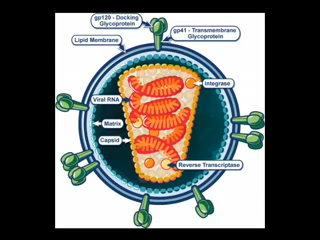 gp120 - Docking
Glycoprotein
gp41 - Transmembrane
Glycoprotein
Lipid Membrane
Integrase
Viral RNA
Matrix
Capsid
Reverse Transcriptase